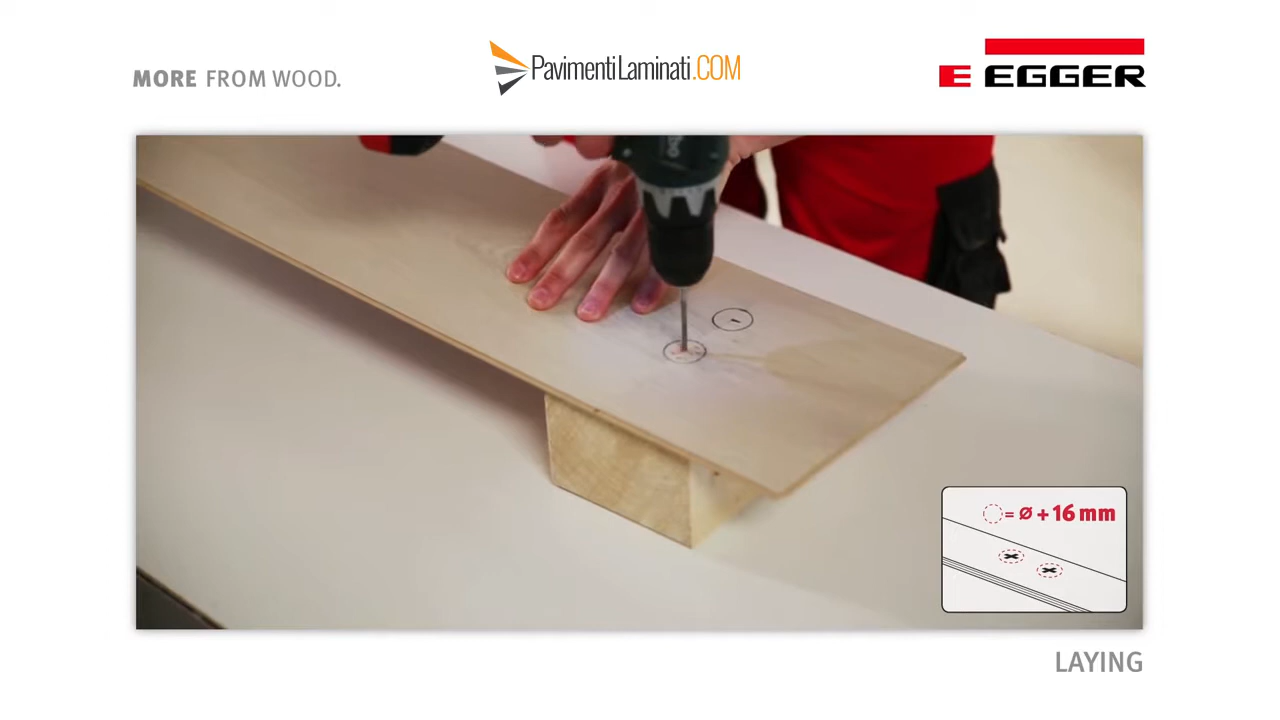 MORE FROM WOOD.
PavimentiLaminati.COM
E EGGER
= ø + 16 mm
LAYING